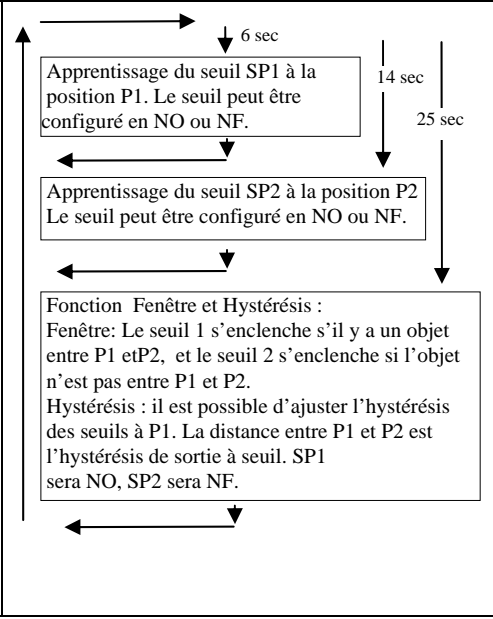 6 sec
Apprentissage du seuil SP1 à la
position P1. Le seuil peut être
configuré en NO ou NF.
14 sec
25 sec
Apprentissage du seuil SP2 à la position P2
Le seuil peut être configuré en NO ou NF.
Fonction Fenêtre et Hystérésis :
Fenêtre: Le seuil 1 s’enclenche s’il y a un objet
entre P1 etP2, et le seuil 2 s’enclenche si l’objet
n’est pas entre P1 et P2.
Hystérésis : il est possible d’ajuster l’hystérésis
des seuils à P1. La distance entre P1 et P2 est
l’hystérésis de sortie à seuil. SP1
sera NO, SP2 sera NF.